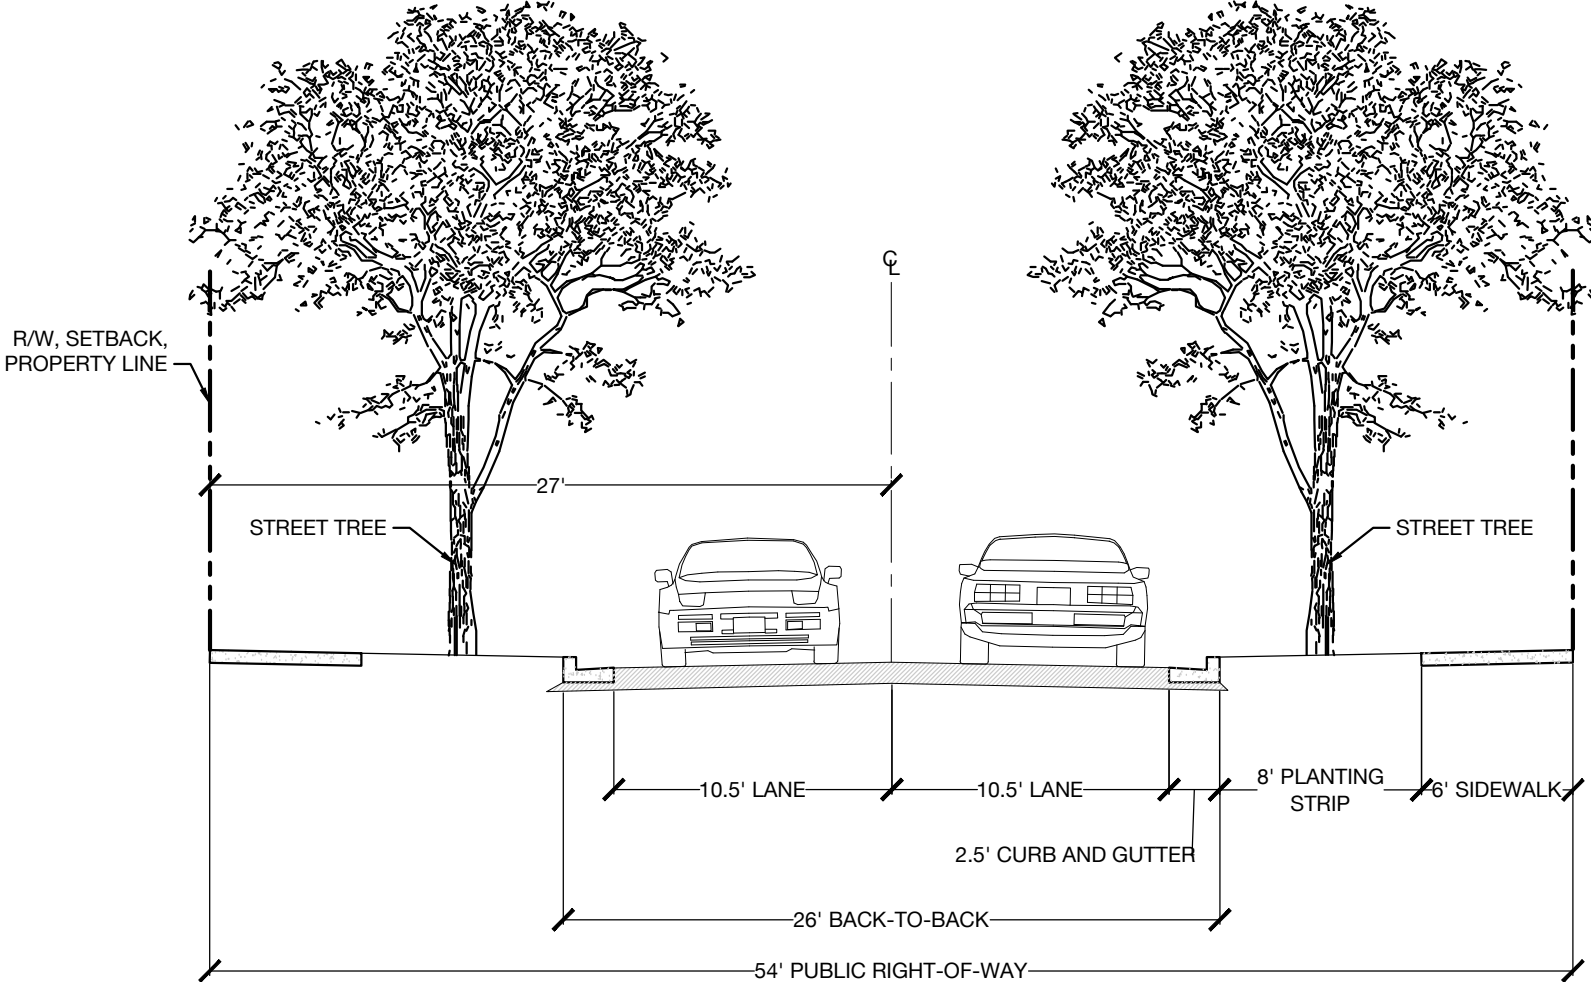 ℄
R/W, SETBACK,
PROPERTY LINE
27'
STREET TREE
STREET TREE
10.5' LANE
10.5' LANE
8' PLANTING
STRIP
6' SIDEWALK
2.5' CURB AND GUTTER
26' BACK-TO-BACK
54' PUBLIC RIGHT-OF-WAY